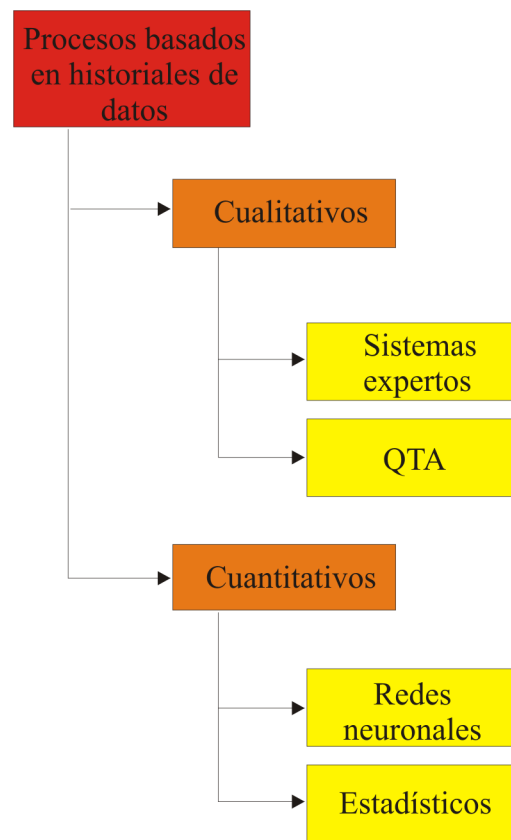 Procesos basados
en historiales de
datos
Cualitativos
Sistemas
expertos
QTA
Cuantitativos
Redes
neuronales
Estadísticos